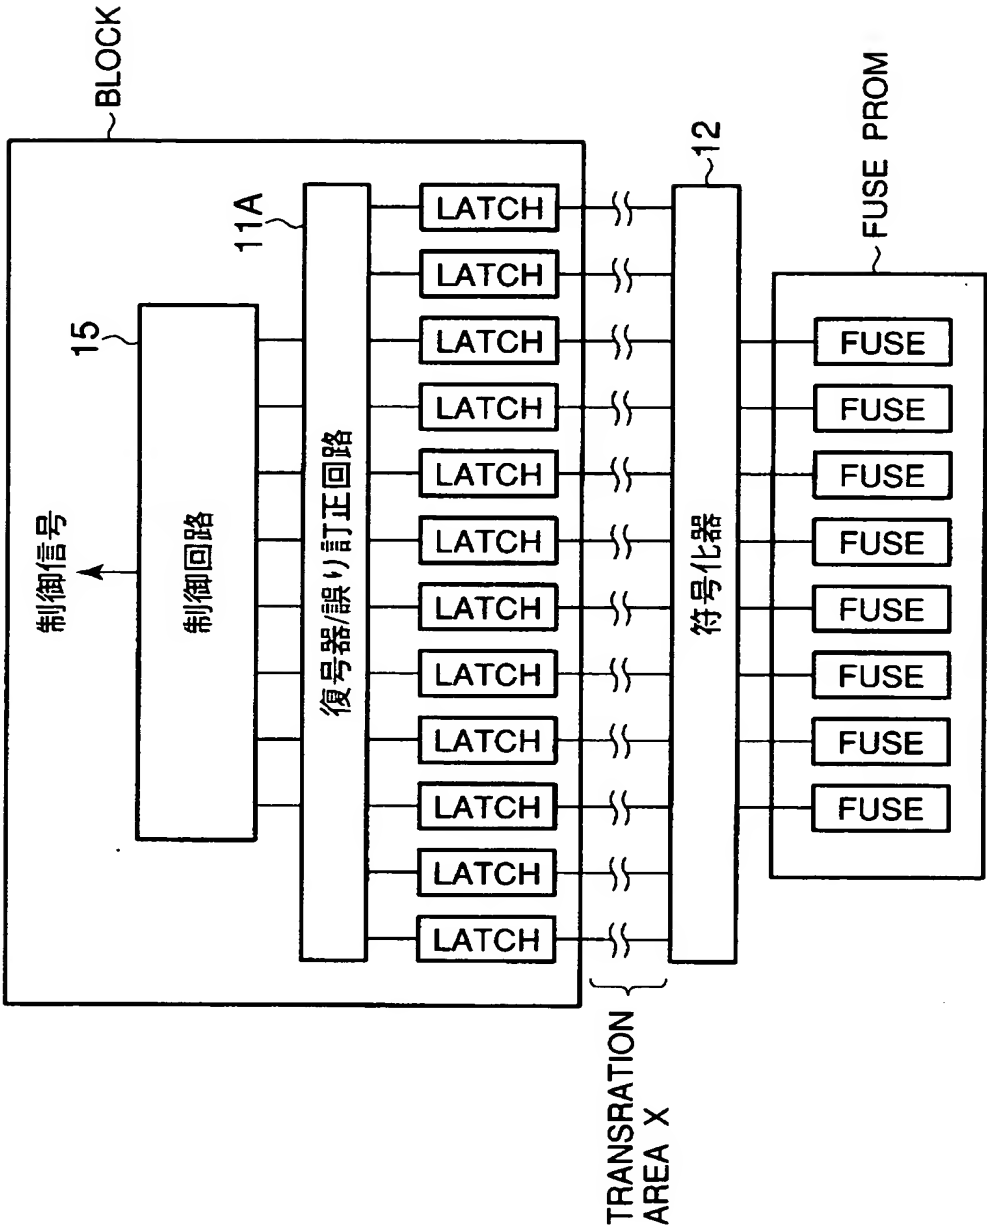 BLOCK
制御信号
15
制御回路
11A
復号器/誤り訂正回路
LATCH
LATCH
LATCH
LATCH
LATCH
LATCH
LATCH
LATCH
LATCH
LATCH
LATCH
LATCH
TRANSRATION
AREA X
12
符号化器
FUSE PROM
FUSE
FUSE
FUSE
FUSE
FUSE
FUSE
FUSE
FUSE